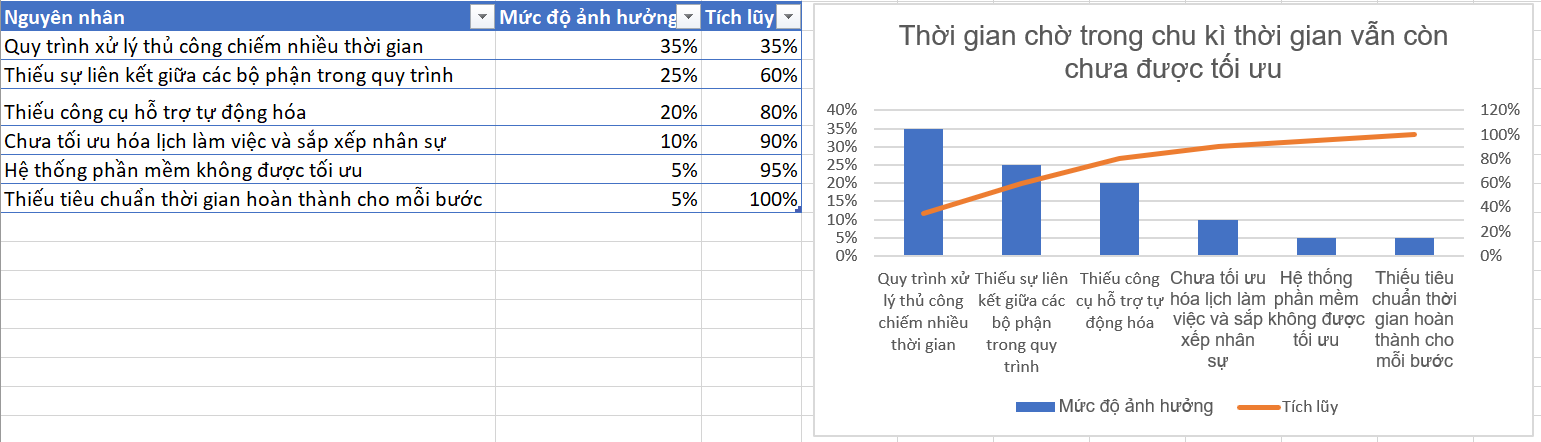 Nguyên nhân Mức độ ảnh hưởng Tích lũy
Quy trình xử lý thủ công chiếm nhiều thời gian 35% 35%
Thiếu sự liên kết giữa các bộ phận trong quy trình 25% 60%
Thiếu công cụ hỗ trợ tự động hóa 20% 80%
Chưa tối ưu hóa lịch làm việc và sắp xếp nhân sự 10% 90%
Hệ thống phần mềm không được tối ưu 5% 95%
Thiếu tiêu chuẩn thời gian hoàn thành cho mỗi bước 5% 100%
Thời gian chờ trong chu kì thời gian vẫn còn
chưa được tối ưu
40%
35%
30%
25%
20%
15%
10%
5%
0%
120%
100%
80%
60%
40%
20%
0%
Quy trình xử
lý thủ công
chiếm nhiều
thời gian
Thiếu sự liên
kết giữa các
bộ phận
trong quy
trình
Thiếu công
cụ hỗ trợ tự
động hóa
Chưa tối ưu
hóa lịch làm
việc và sắp
xếp nhân
sự
Hệ thống
phần mềm
không được
tối ưu
Thiếu tiêu
chuẩn thời
gian hoàn
thành cho
mỗi bước
Mức độ ảnh hưởng
Tích lũy